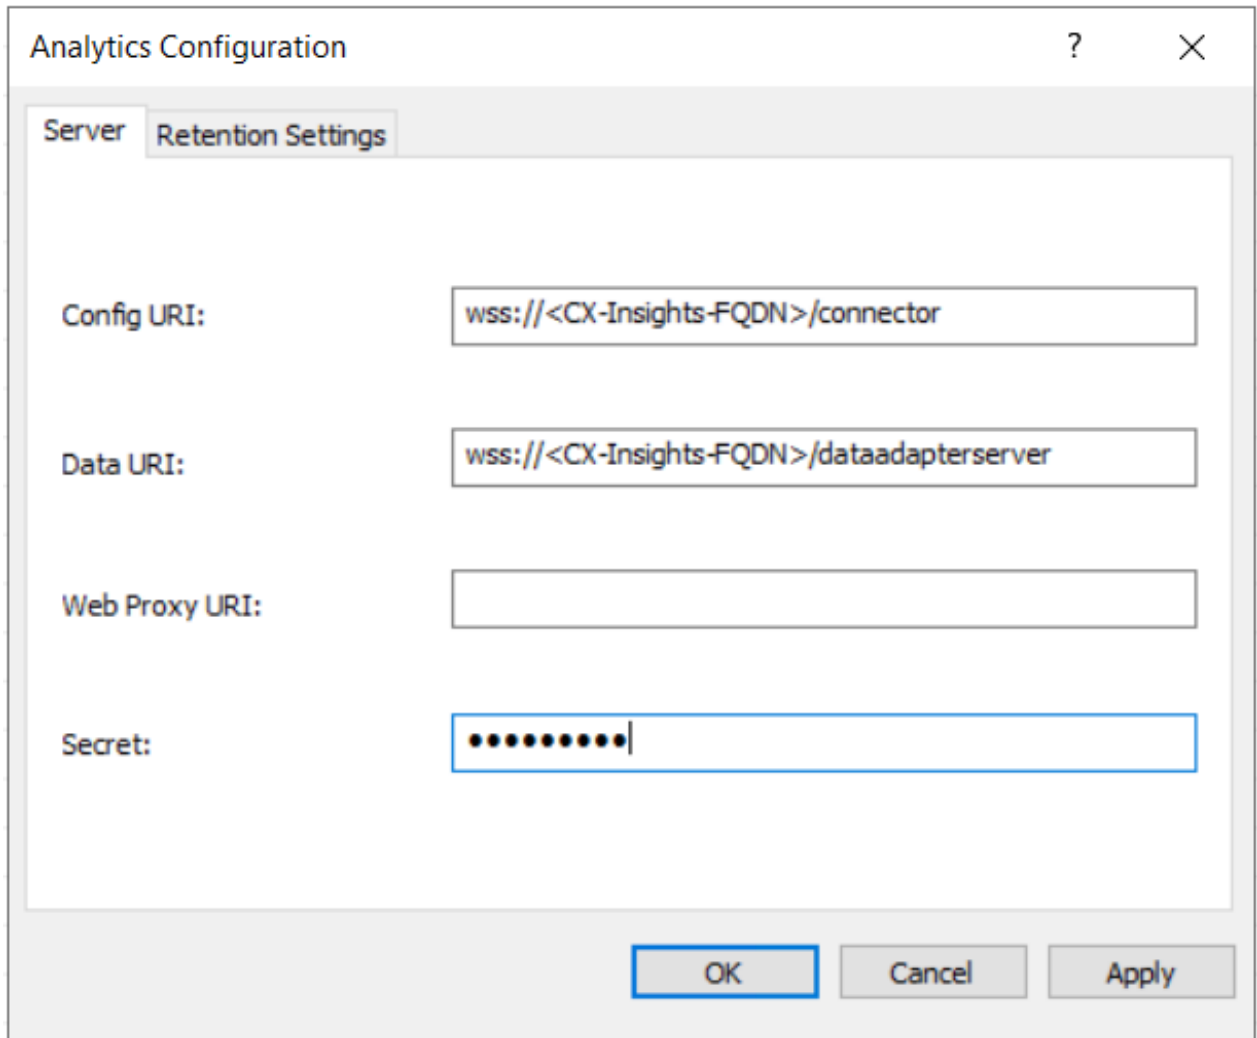 Analytics Configuration ?
Server Retention Settings
Config URI: wss://<CX-Insights-FQDN>/connector
Data URI: wss://<CX-Insights-FQDN>/dataadapterserver
Web Proxy URI:
Secret: •••••••••
OK Cancel Apply